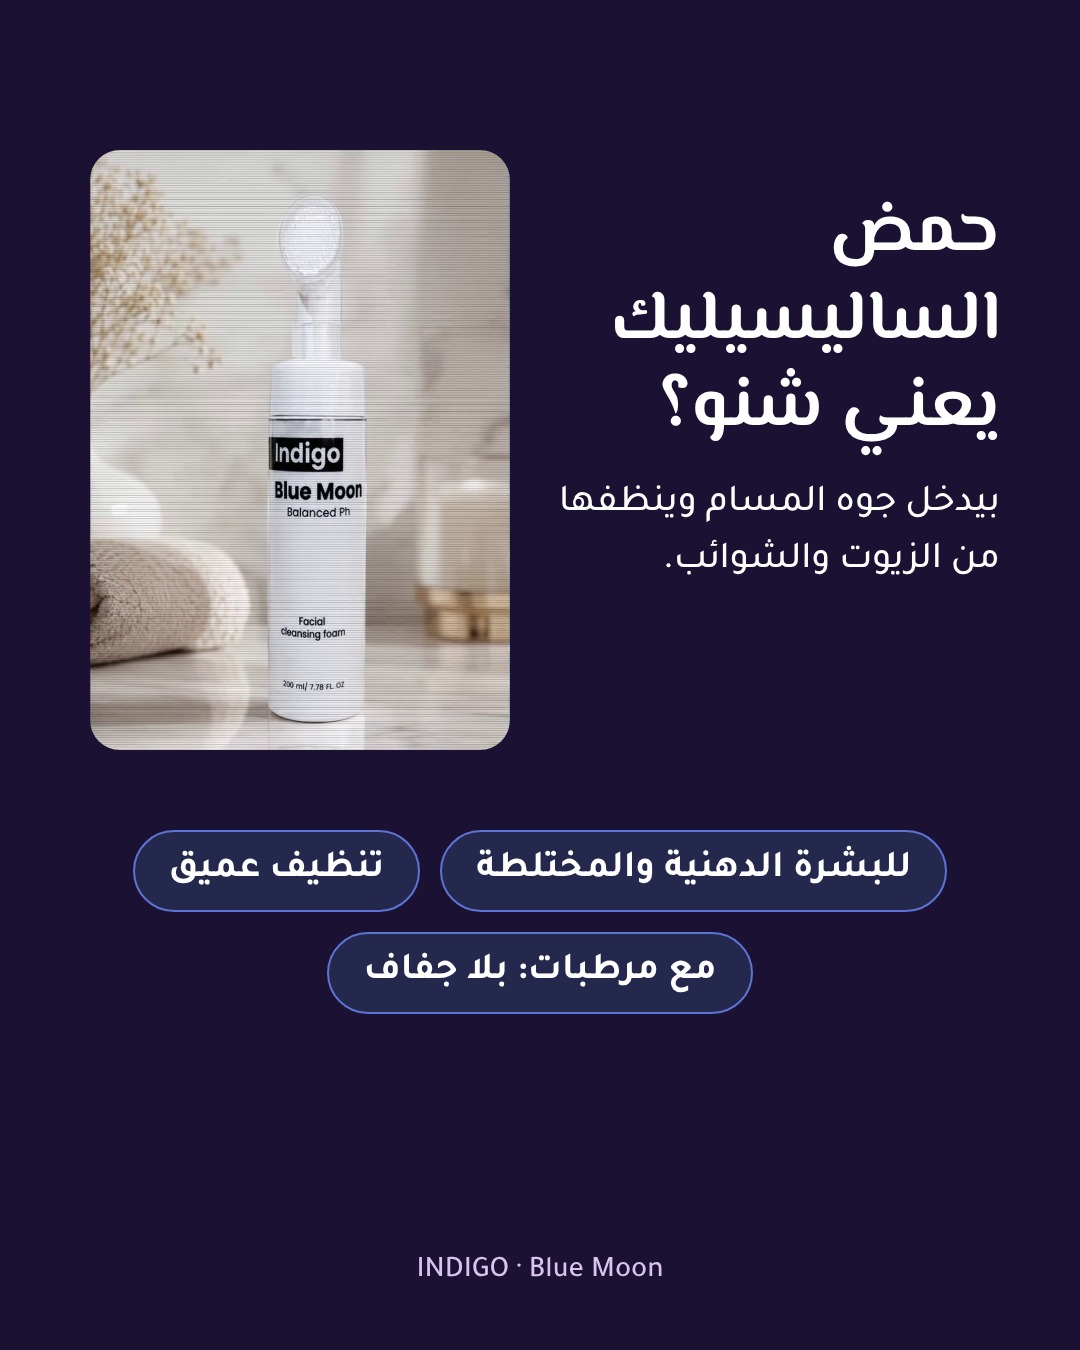 حمض
الساليسيليك
يعني شنو؟
بيدخل جوه المسام وينظفها
من الزيوت والشوائب.
Indigo
Blue Moon
Balanced Ph
Facial
cleansing foam
200 ml/ 7.78 FL. OZ
للبشرة الدهنية والمختلطة
تنظيف عميق
مع مرطبات: بلا جفاف
INDIGO · Blue Moon